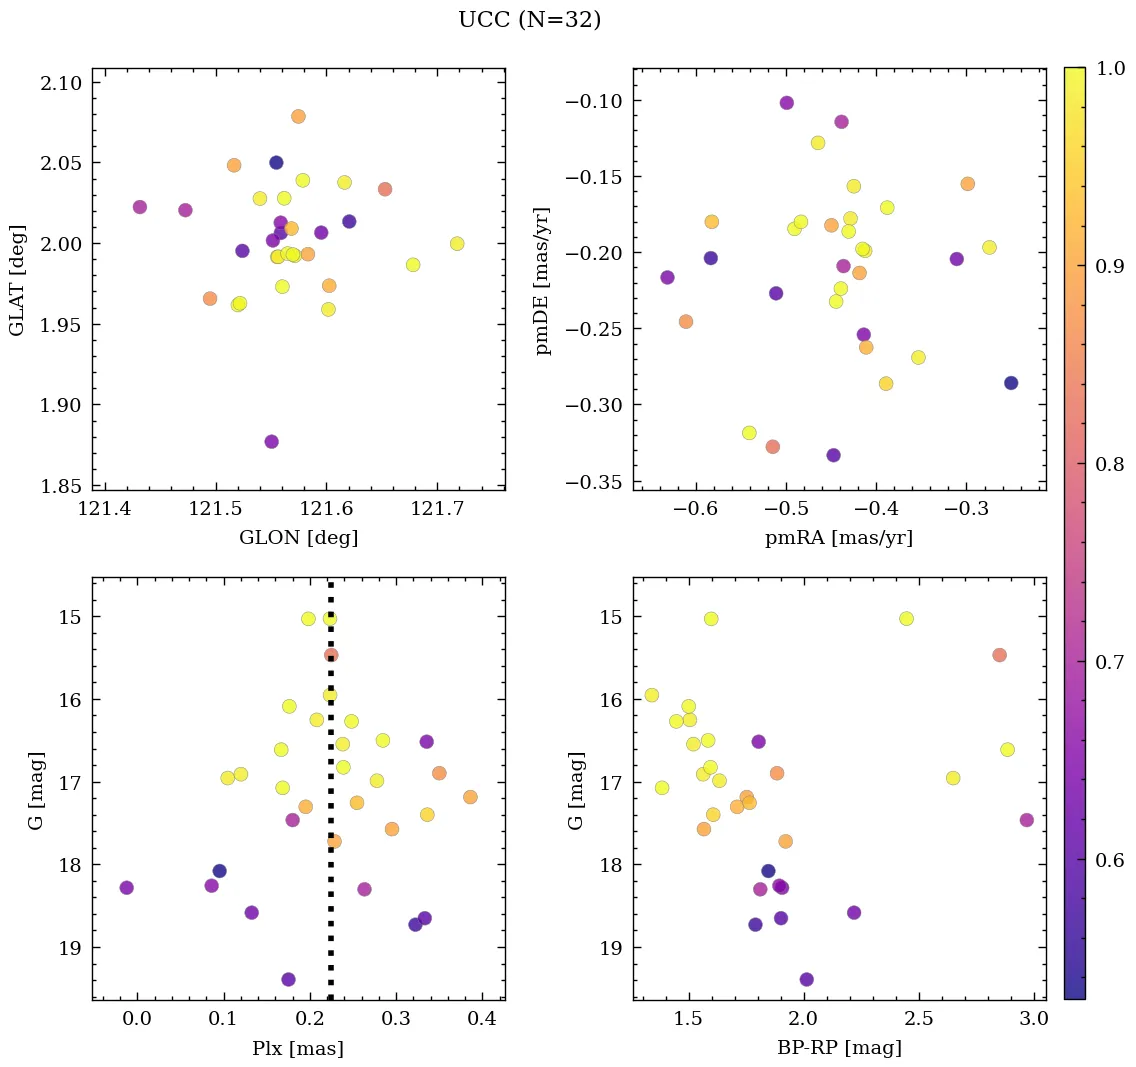 UCC (N=32)
2.10
2.05
2.00
1.95
1.90
1.85
GLAT [deg]
121.4 121.5 121.6 121.7
GLON [deg]
−0.10
−0.15
−0.20
−0.25
−0.30
−0.35
pmDE [mas/yr]
−0.6 −0.5 −0.4 −0.3
pmRA [mas/yr]
1.0
0.9
0.8
0.7
0.6
15
16
17
18
19
G [mag]
0.0 0.1 0.2 0.3 0.4
Plx [mas]
15
16
17
18
19
G [mag]
1.5 2.0 2.5 3.0
BP-RP [mag]